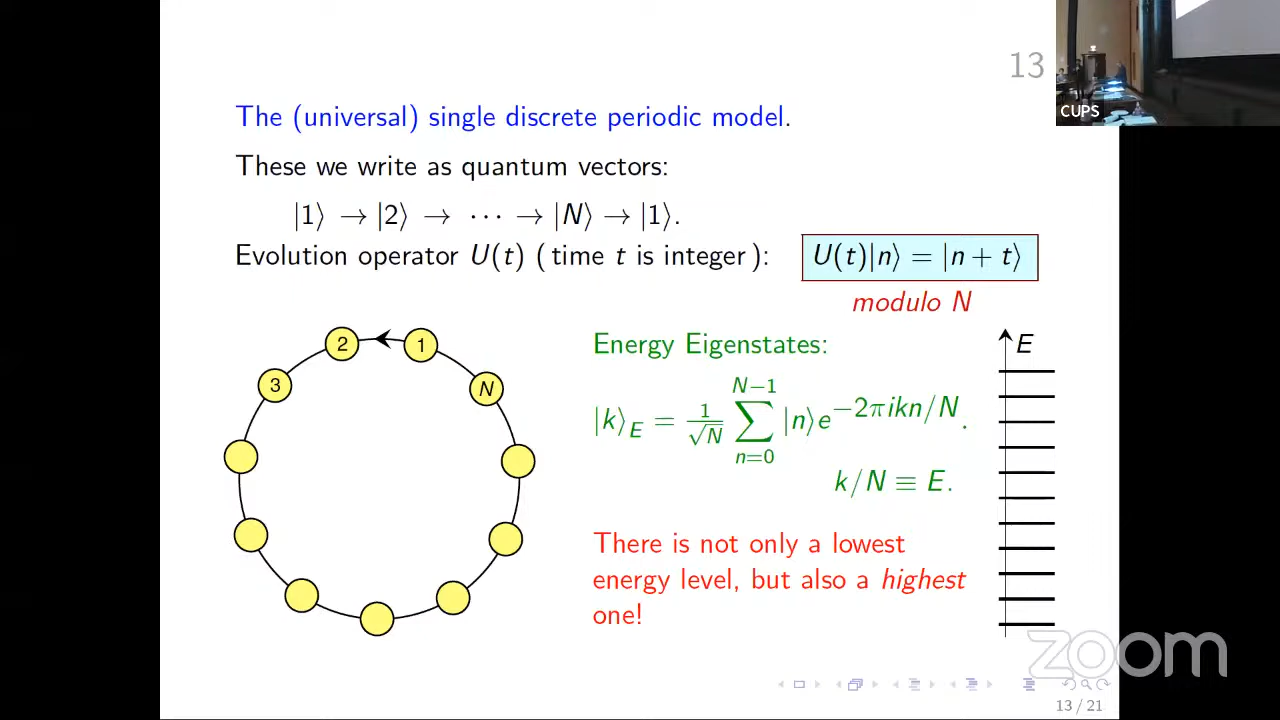 13
CUPS
The (universal) single discrete periodic model.
These we write as quantum vectors:
|1⟩ → |2⟩ → ⋯ → |N⟩ → |1⟩.
Evolution operator U(t) ( time t is integer ): U(t)|n⟩ = |n + t⟩
modulo N
2 1
3 N
Energy Eigenstates:
E
|k⟩_E = 1/√N ∑_{n=0}^{N−1} |n⟩e^{−2πikn/N}.
k/N ≡ E.
There is not only a lowest
energy level, but also a highest
one!
zoom
13 / 21